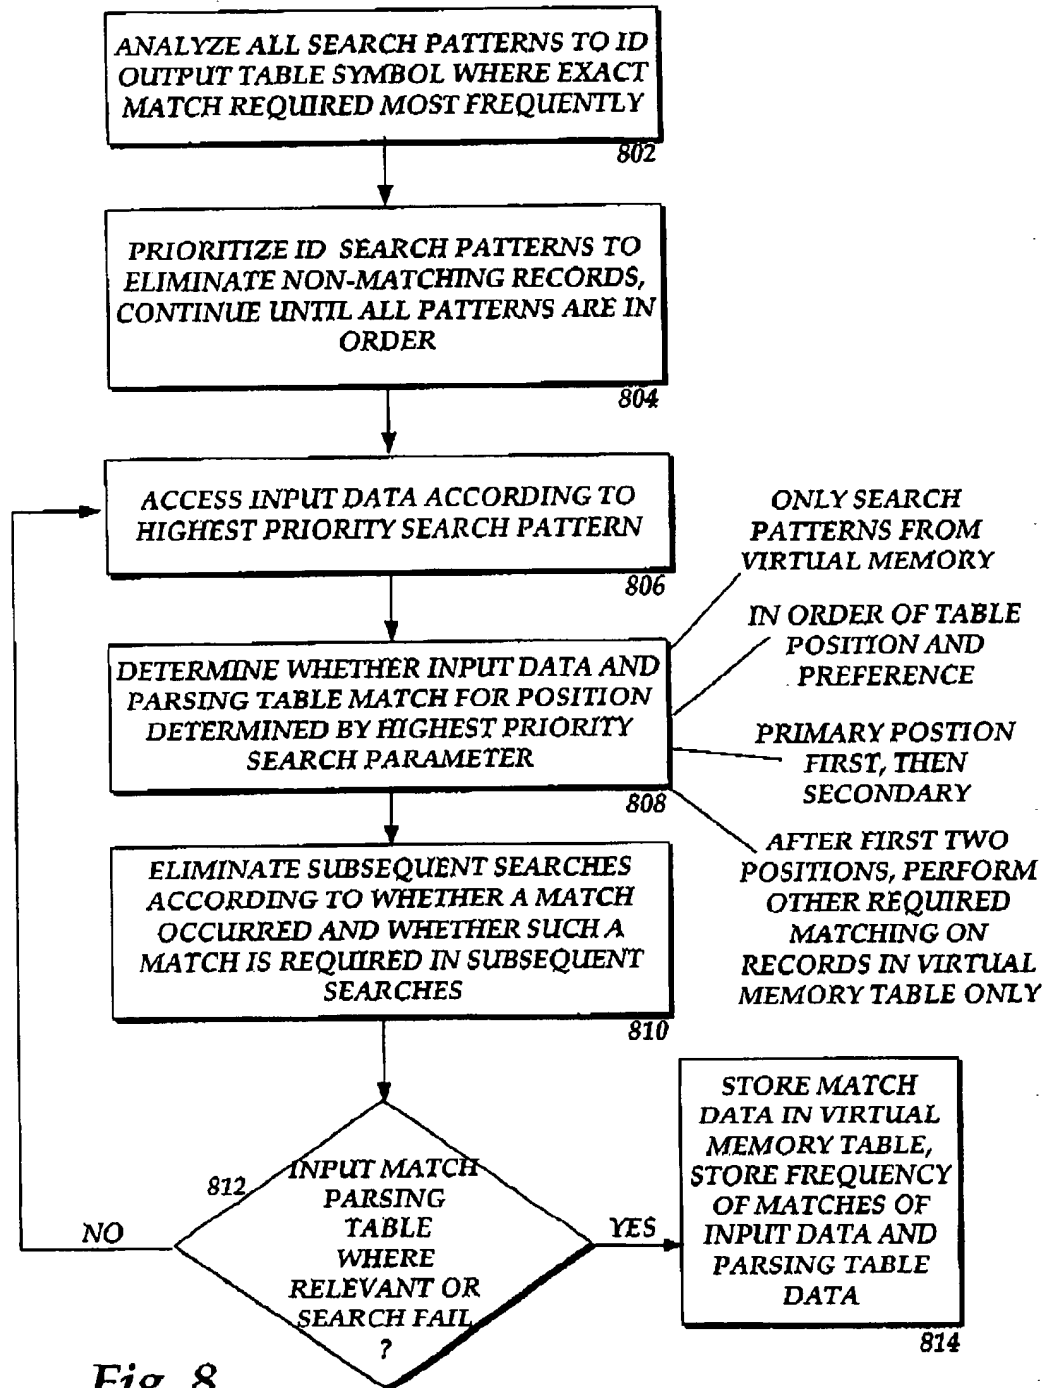 ANALYZE ALL SEARCH PATTERNS TO ID
OUTPUT TABLE SYMBOL WHERE EXACT
MATCH REQUIRED MOST FREQUENTLY
802
PRIORITIZE ID SEARCH PATTERNS TO
ELIMINATE NON-MATCHING RECORDS,
CONTINUE UNTIL ALL PATTERNS ARE IN
ORDER
804
ACCESS INPUT DATA ACCORDING TO
HIGHEST PRIORITY SEARCH PATTERN
806
ONLY SEARCH
PATTERNS FROM
VIRTUAL MEMORY
IN ORDER OF TABLE
POSITION AND
PREFERENCE
PRIMARY POSTION
FIRST, THEN
SECONDARY
AFTER FIRST TWO
POSITIONS, PERFORM
OTHER REQUIRED
MATCHING ON
RECORDS IN VIRTUAL
MEMORY TABLE ONLY
DETERMINE WHETHER INPUT DATA AND
PARSING TABLE MATCH FOR POSITION
DETERMINED BY HIGHEST PRIORITY
SEARCH PARAMETER
808
ELIMINATE SUBSEQUENT SEARCHES
ACCORDING TO WHETHER A MATCH
OCCURRED AND WHETHER SUCH A
MATCH IS REQUIRED IN SUBSEQUENT
SEARCHES
810
812
INPUT MATCH
PARSING
TABLE
WHERE
RELEVANT OR
SEARCH FAIL
?
NO
YES
STORE MATCH
DATA IN VIRTUAL
MEMORY TABLE,
STORE FREQUENCY
OF MATCHES OF
INPUT DATA AND
PARSING TABLE
DATA
814
Fig. 8